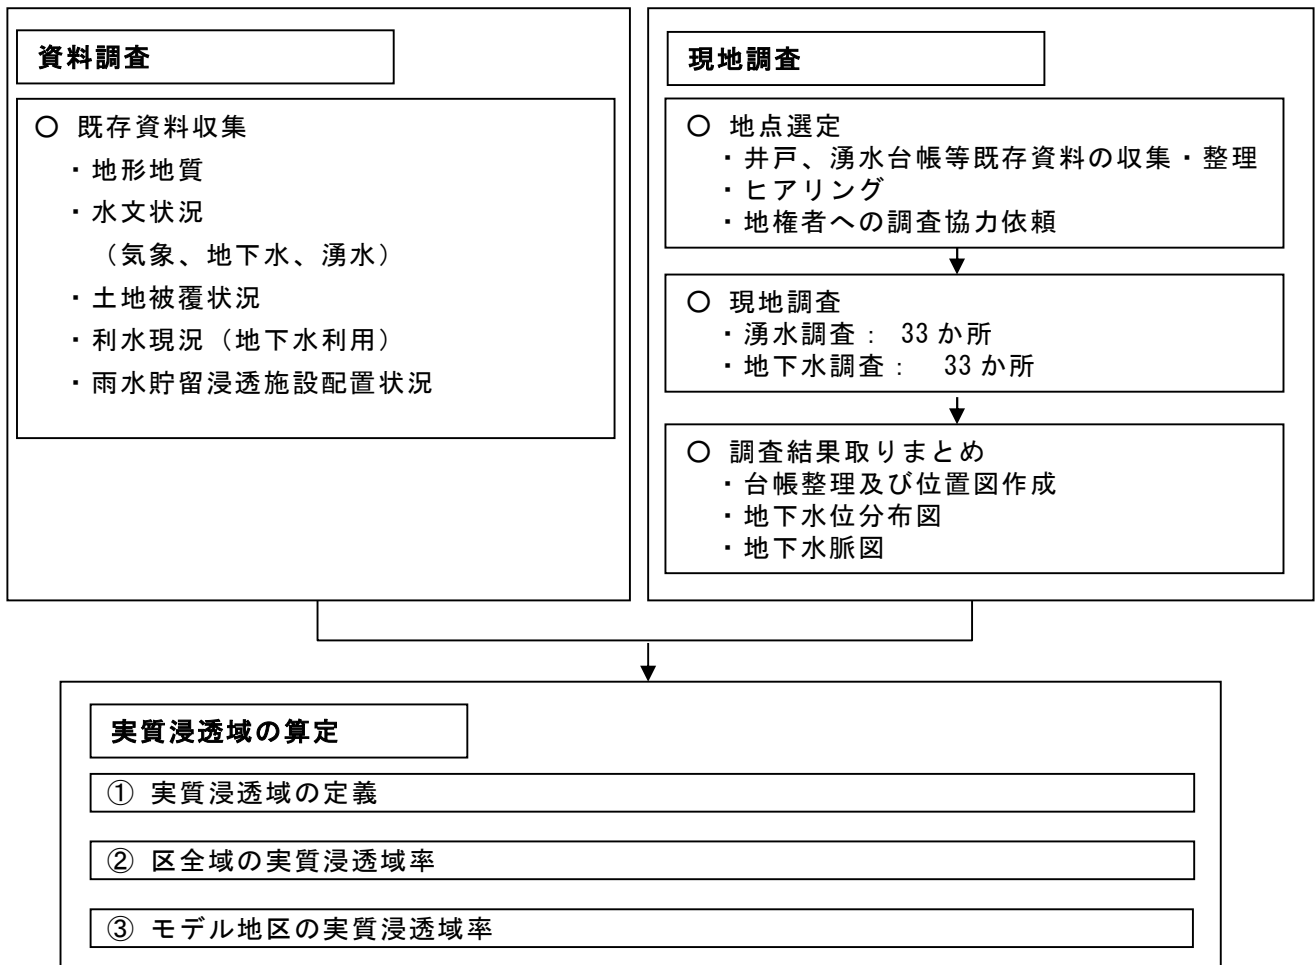 資料調査
〇 既存資料収集
・地形地質
・水文状況
（気象、地下水、湧水）
・土地被覆状況
・利水現況（地下水利用）
・雨水貯留浸透施設配置状況
現地調査
〇 地点選定
・井戸、湧水台帳等既存資料の収集・整理
・ヒアリング
・地権者への調査協力依頼
〇 現地調査
・湧水調査： 33か所
・地下水調査： 33か所
〇 調査結果取りまとめ
・台帳整理及び位置図作成
・地下水位分布図
・地下水脈図
実質浸透域の算定
① 実質浸透域の定義
② 区全域の実質浸透域率
③ モデル地区の実質浸透域率